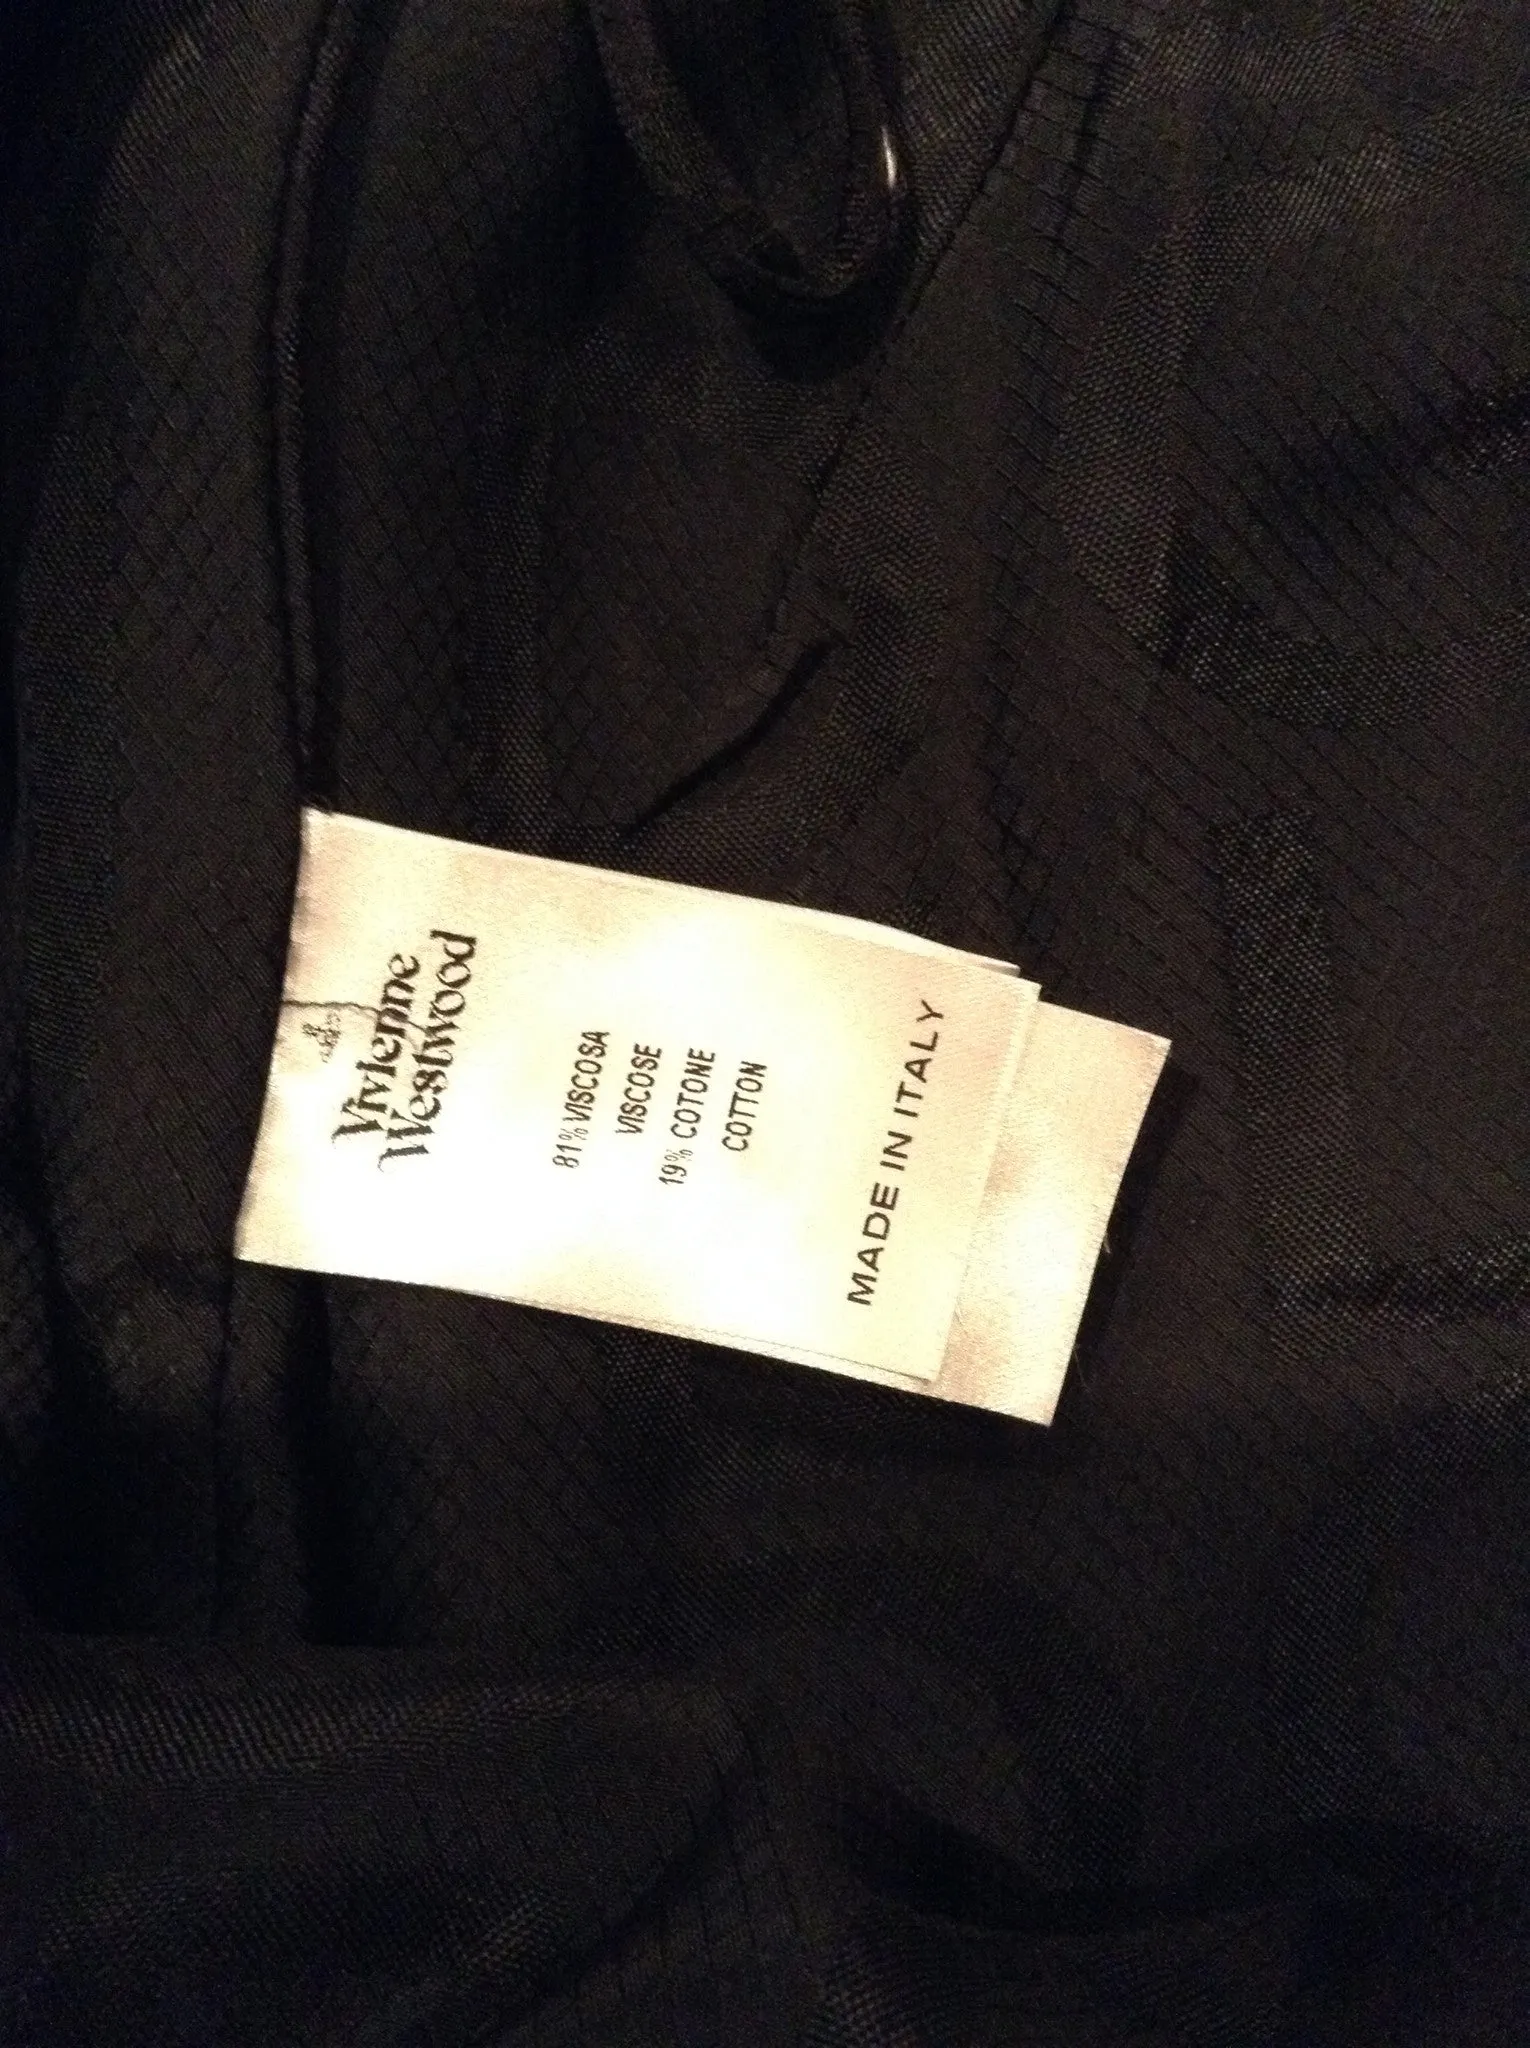 Vivienne
Westwood
81% VISCOSA
VISCOSE
19% COTONE
COTTON
MADE IN ITALY